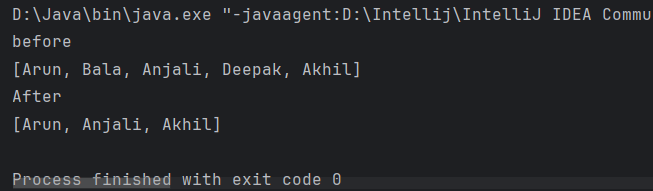 D:\Java\bin\java.exe "-javaagent:D:\Intellij\IntelliJ IDEA Commu
before
[Arun, Bala, Anjali, Deepak, Akhil]
After
[Arun, Anjali, Akhil]
Process finished with exit code 0